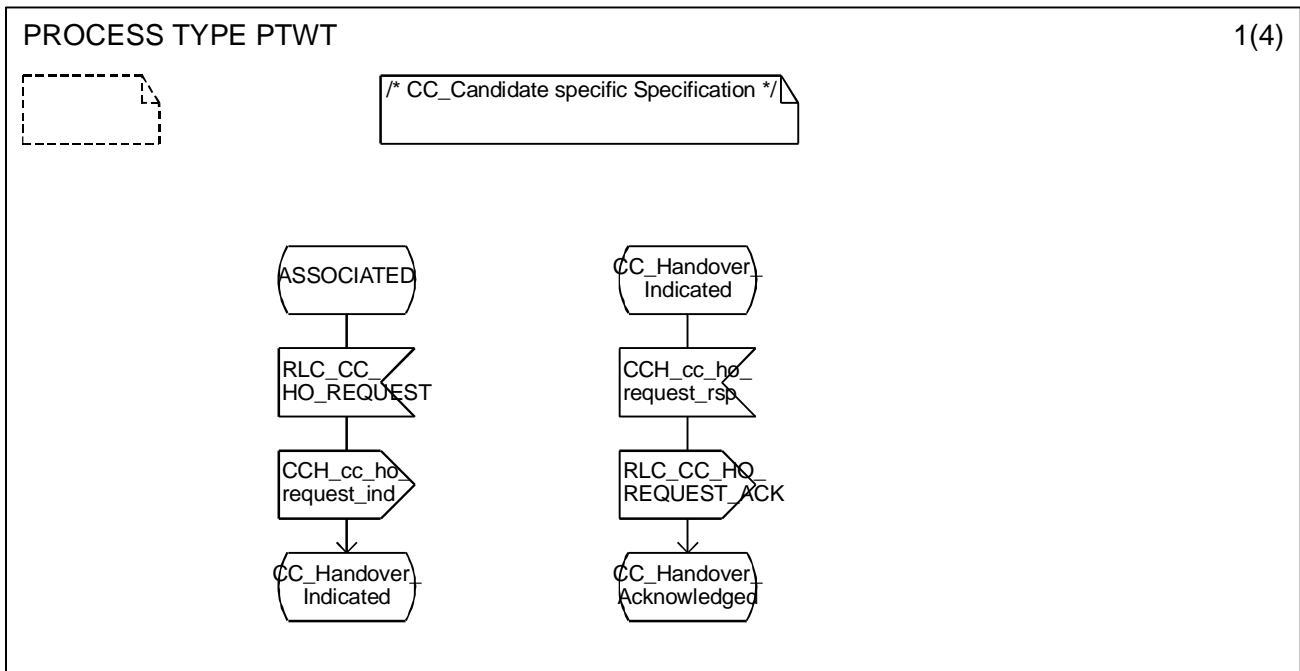 PROCESS TYPE PTWT
1(4)
/* CC_Candidate specific Specification */
ASSOCIATED
RLC_CC_
HO_REQUEST
CCH_cc_ho_
request_ind
CC_Handover_
Indicated
CC_Handover_
Indicated
CCH_cc_ho_
request_rsp
RLC_CC_HO_
REQUEST_ACK
CC_Handover_
Acknowledged